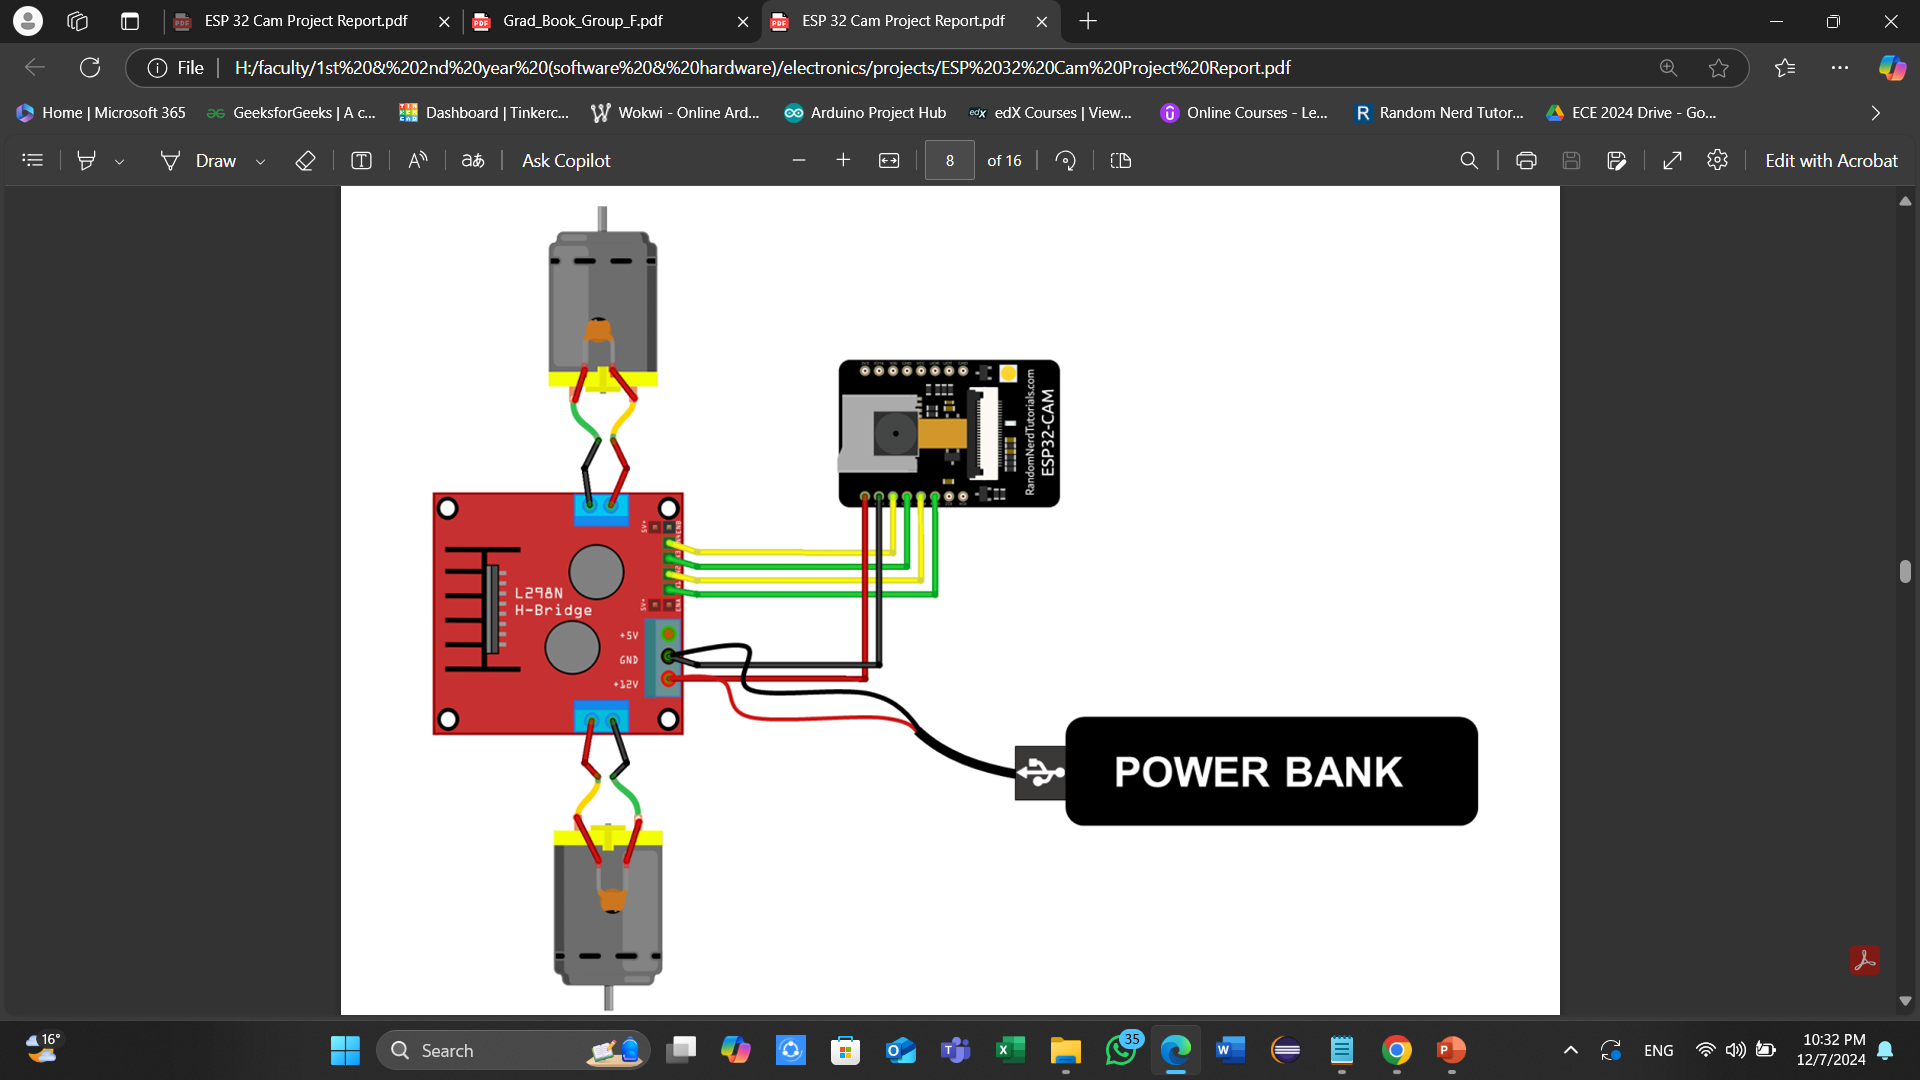 ESP 32 Cam Project Report.pdf
Grad_Book_Group_F.pdf
ESP 32 Cam Project Report.pdf
File
H:/faculty/1st%20&%202nd%20year%20(software%20&%20hardware)/electronics/projects/ESP%2032%20Cam%20Project%20Report.pdf
Home | Microsoft 365
GeeksforGeeks | A c...
Dashboard | Tinkerc...
Wokwi - Online Ard...
Arduino Project Hub
edX Courses | View...
Online Courses - Le...
Random Nerd Tutor...
ECE 2024 Drive - Go...
Draw
Ask Copilot
8
of 16
Edit with Acrobat
RandomNerdTutorials.com
ESP32-CAM
L298N
H-Bridge
+5V
GND
+12V
POWER BANK
16°
Search
35
ENG
10:32 PM
12/7/2024